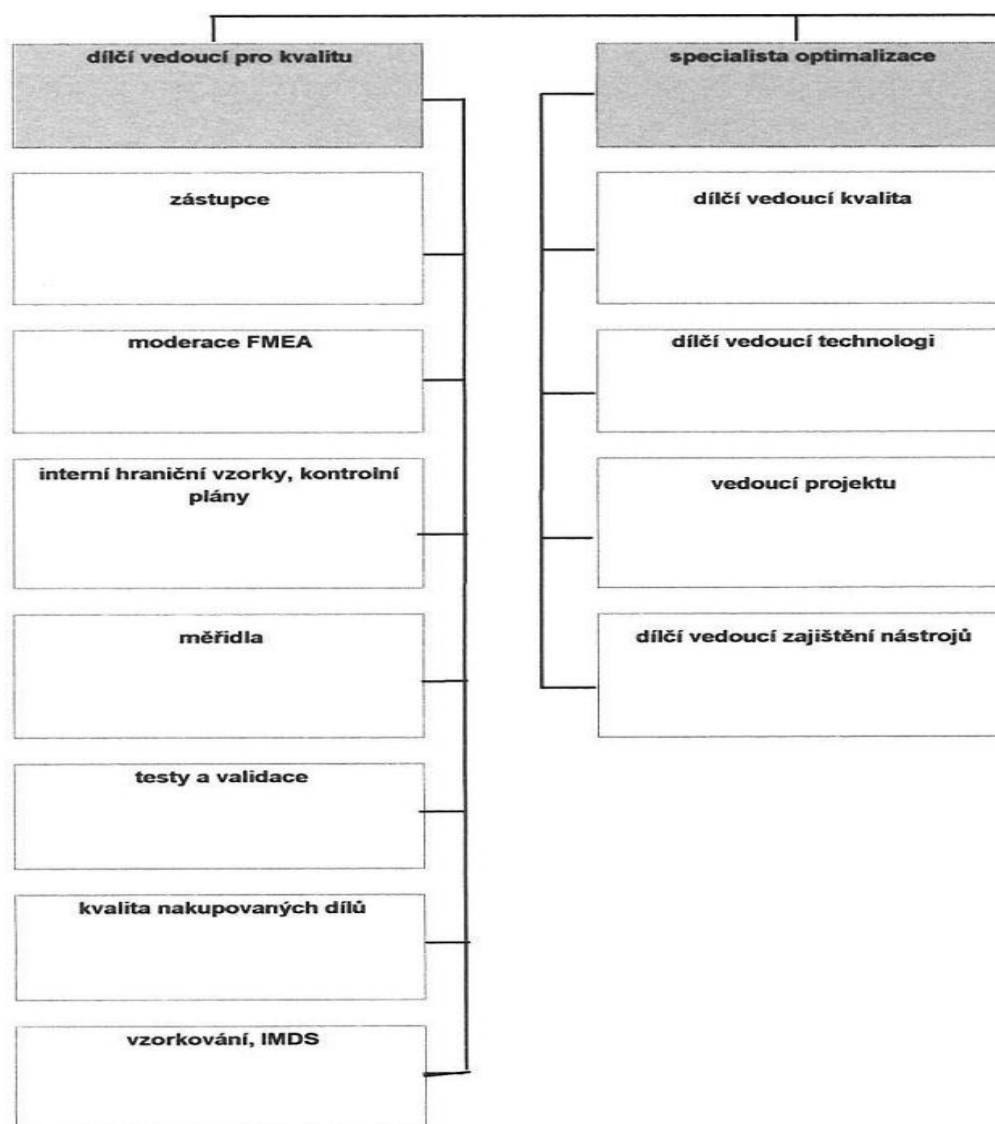 dílčí vedoucí pro kvalitu
zástupce
moderace FMEA
interní hraniční vzorky, kontrolní
plány
měřidla
testy a validace
kvalita nakupovaných dílů
vzorkování, IMDS
specialista optimalizace
dílčí vedoucí kvalita
dílčí vedoucí technologi
vedoucí projektu
dílčí vedoucí zajištění nástrojů